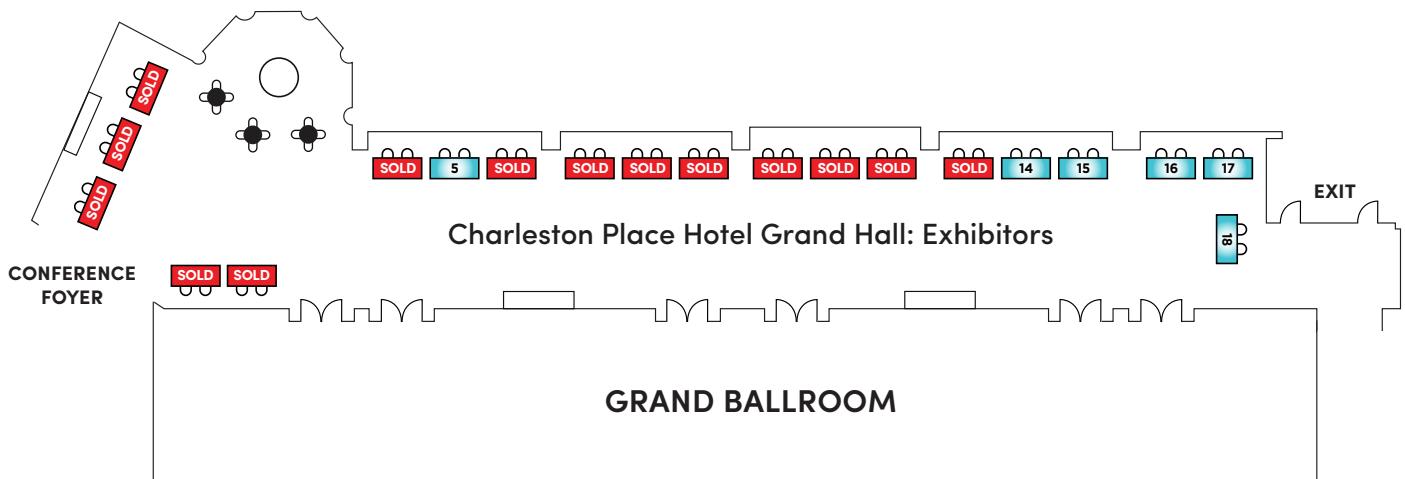 SOLD
SOLD
SOLD
SOLD 5 SOLD SOLD SOLD SOLD SOLD SOLD SOLD SOLD 14 15 16 17
EXIT
Charleston Place Hotel Grand Hall: Exhibitors
18
CONFERENCE
FOYER
SOLD SOLD
GRAND BALLROOM